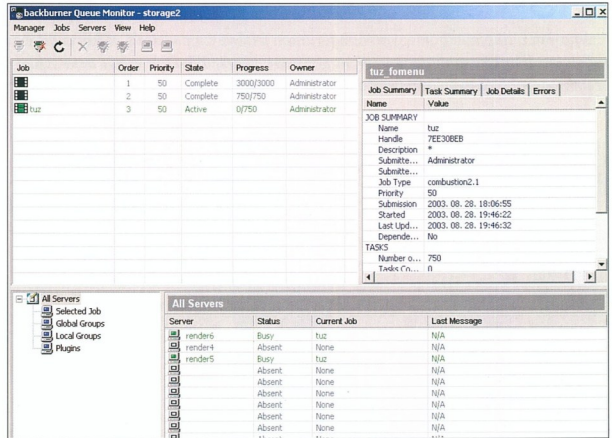 backburner Queue Monitor - storage2
Manager Jobs Servers View Help
Job Order Priority State Progress Owner
1 50 Complete 3000/3000 Administrator
2 50 Complete 750/750 Administrator
tuz 3 50 Active 0/750 Administrator
tuz_fomenu
Job Summary Task Summary Job Details Errors
Name Value
JOB SUMMARY
Name tuz
Handle 7EE30BEB
Description *
Submitte... Administrator
Submitte...
Job Type combustion2.1
Priority 50
Submission 2003. 08. 28. 18:06:55
Started 2003. 08. 28. 19:46:22
Last Upd... 2003. 08. 28. 19:46:32
Depende... No
TASKS
Number o... 750
Tasks Co... 0
All Servers
Selected Job
Global Groups
Local Groups
Plugins
All Servers
Server Status Current Job Last Message
render6 Busy tuz N/A
render4 Absent None N/A
render5 Busy tuz N/A
Absent None N/A
Absent None N/A
Absent None N/A
Absent None N/A
Absent None N/A